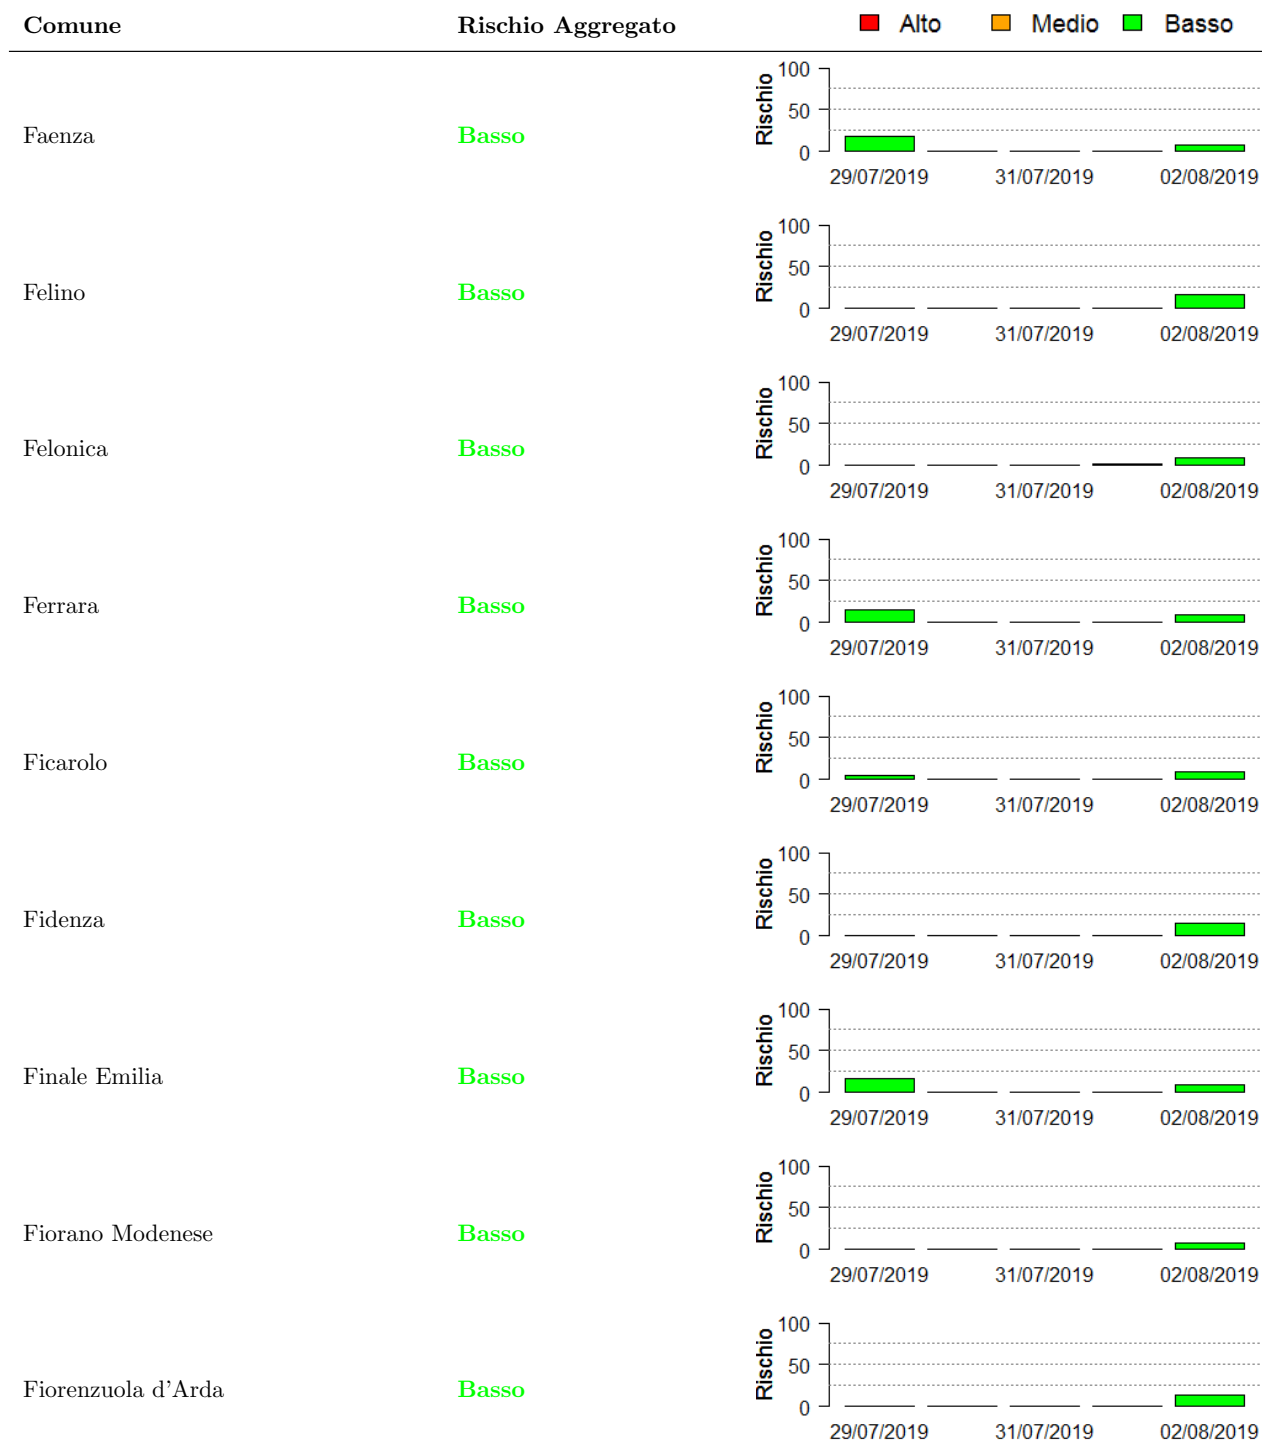 Comune Rischio Aggregato Alto Medio Basso
Faenza Basso
Rischio
100
50
0
29/07/2019 31/07/2019 02/08/2019
Felino Basso
Rischio
100
50
0
29/07/2019 31/07/2019 02/08/2019
Felonica Basso
Rischio
100
50
0
29/07/2019 31/07/2019 02/08/2019
Ferrara Basso
Rischio
100
50
0
29/07/2019 31/07/2019 02/08/2019
Ficarolo Basso
Rischio
100
50
0
29/07/2019 31/07/2019 02/08/2019
Fidenza Basso
Rischio
100
50
0
29/07/2019 31/07/2019 02/08/2019
Finale Emilia Basso
Rischio
100
50
0
29/07/2019 31/07/2019 02/08/2019
Fiorano Modenese Basso
Rischio
100
50
0
29/07/2019 31/07/2019 02/08/2019
Fiorenzuola d'Arda Basso
Rischio
100
50
0
29/07/2019 31/07/2019 02/08/2019